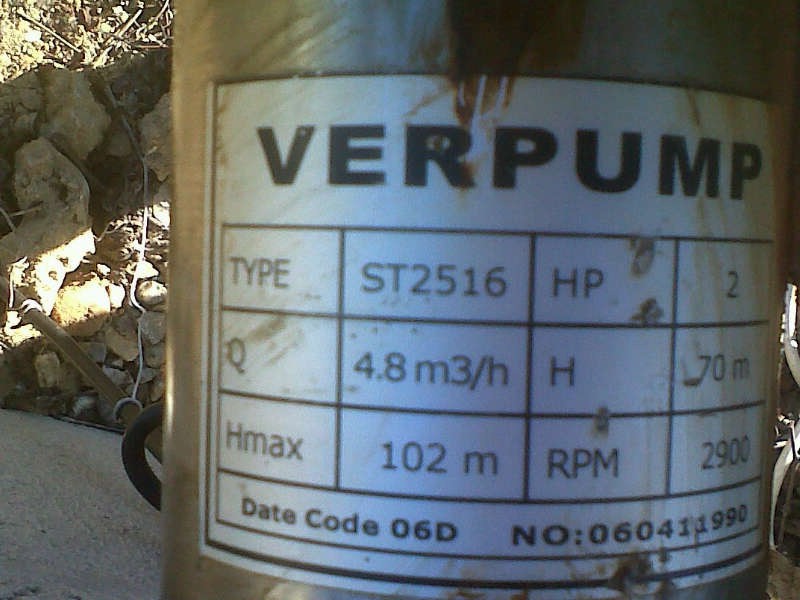 VERPUMP
TYPE ST2516 HP 2
Q 4.8 m3/h H 70 m
Hmax 102 m RPM 2900
Date Code 06D NO:060411990